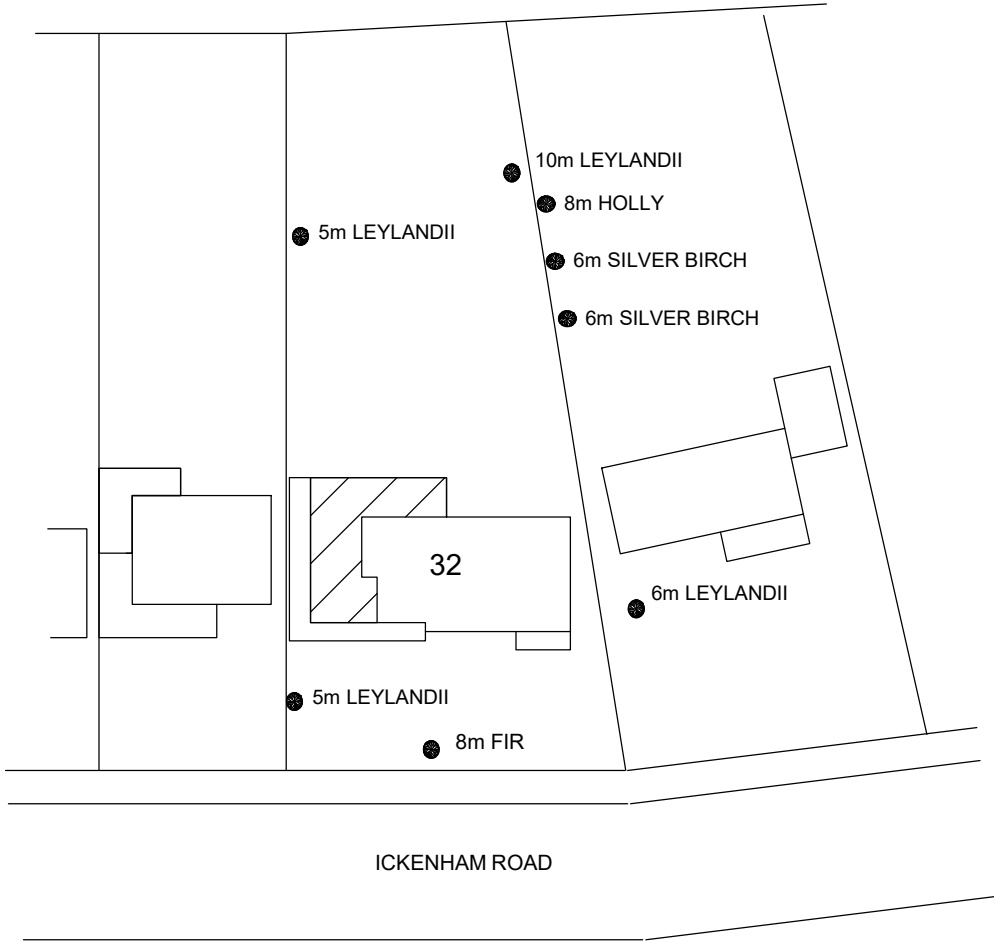 10m LEYLANDII
8m HOLLY
5m LEYLANDII
6m SILVER BIRCH
6m SILVER BIRCH
32
6m LEYLANDII
5m LEYLANDII
8m FIR
ICKENHAM ROAD